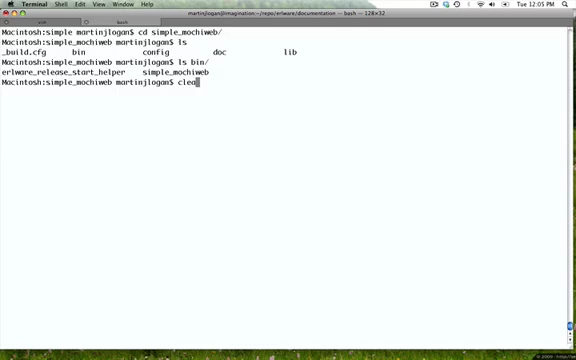 Terminal Shell Edit View Window Help Tue 12:05 PM
martinjlogan@imagination:~/repo/erlware/documentation — bash — 128×32
bash
Macintosh:simple martinjlogan$ cd simple_mochiweb/
Macintosh:simple_mochiweb martinjlogan$ ls
_build.cfg bin config doc lib
Macintosh:simple_mochiweb martinjlogan$ ls bin/
erlware_release_start_helper simple_mochiweb
Macintosh:simple_mochiweb martinjlogan$ clea